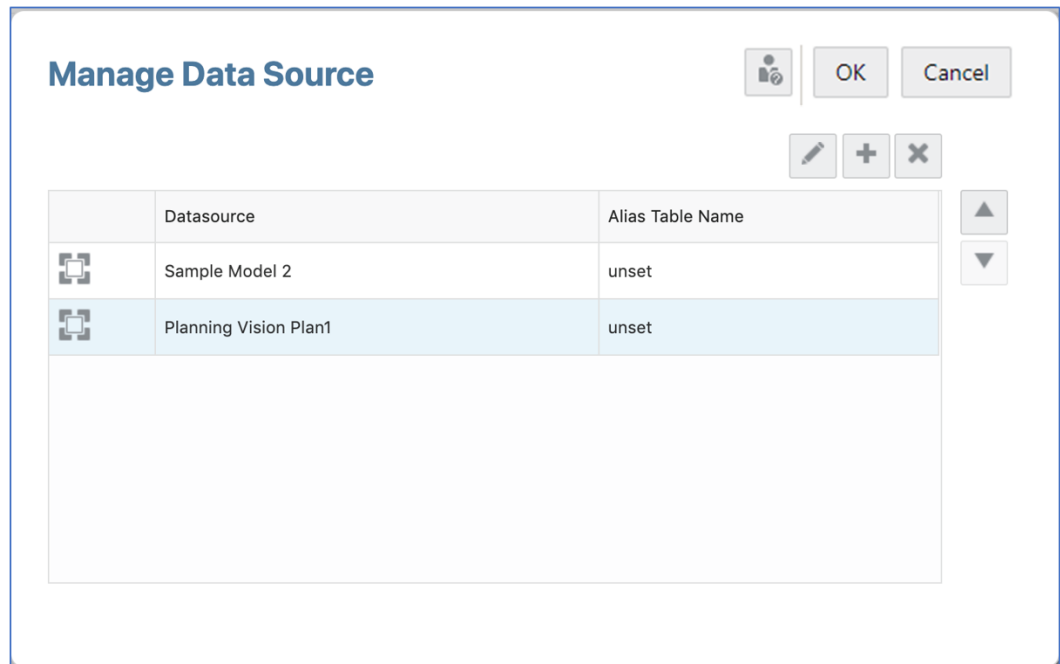 Manage Data Source
OK
Cancel
Datasource
Alias Table Name
Sample Model 2
unset
Planning Vision Plan1
unset